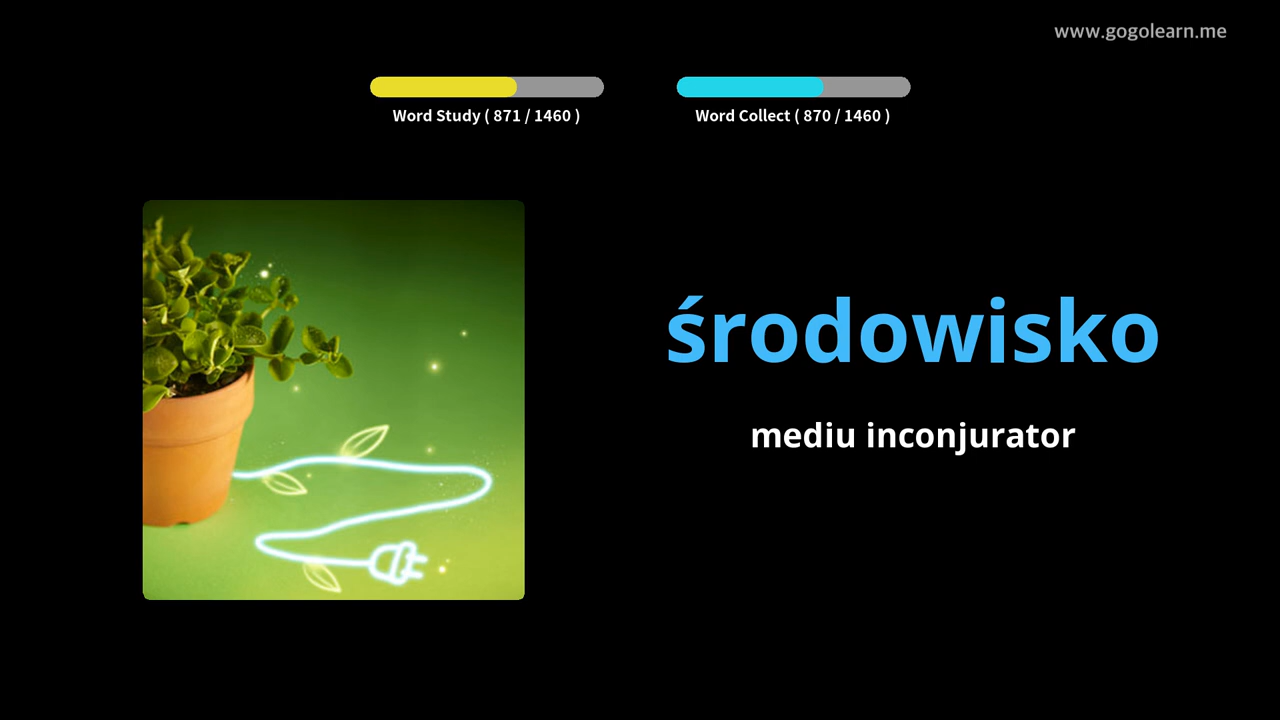 www.gogolearn.me
Word Study ( 871 / 1460 )
Word Collect ( 870 / 1460 )
środowisko
mediu inconjurator